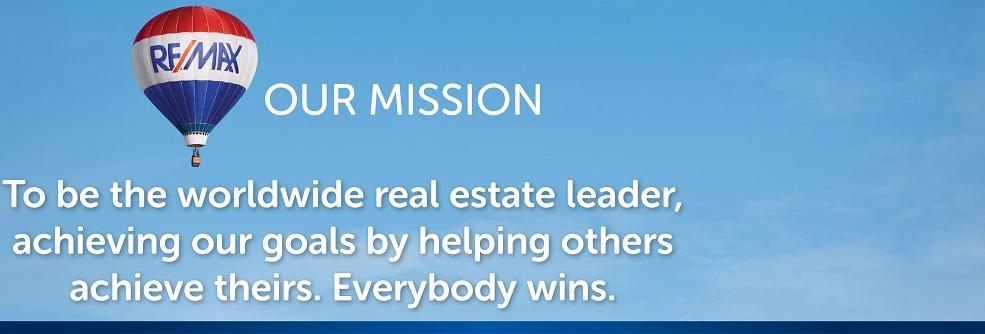 RE/MAX
OUR MISSION
To be the worldwide real estate leader,
achieving our goals by helping others
achieve theirs. Everybody wins.